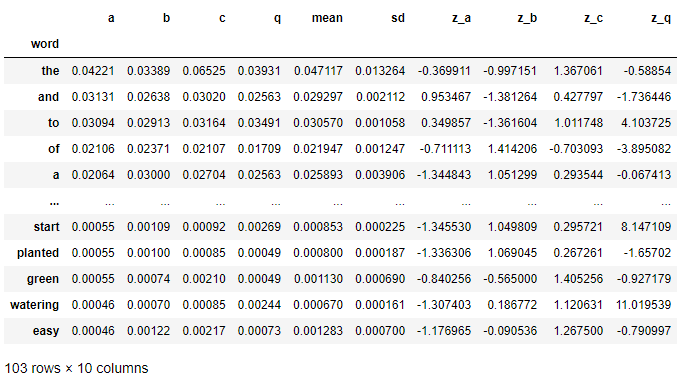 a b c q mean sd z_a z_b z_c z_q
word
the 0.04221 0.03389 0.06525 0.03931 0.047117 0.013264 -0.369911 -0.997151 1.367061 -0.58854
and 0.03131 0.02638 0.03020 0.02563 0.029297 0.002112 0.953467 -1.381264 0.427797 -1.736446
to 0.03094 0.02913 0.03164 0.03491 0.030570 0.001058 0.349857 -1.361604 1.011748 4.103725
of 0.02106 0.02371 0.02107 0.01709 0.021947 0.001247 -0.711113 1.414206 -0.703093 -3.895082
a 0.02064 0.03000 0.02704 0.02563 0.025893 0.003906 -1.344843 1.051299 0.293544 -0.067413
... ... ... ... ... ... ... ... ... ... ...
start 0.00055 0.00109 0.00092 0.00269 0.000853 0.000225 -1.345530 1.049809 0.295721 8.147109
planted 0.00055 0.00100 0.00085 0.00049 0.000800 0.000187 -1.336306 1.069045 0.267261 -1.65702
green 0.00055 0.00074 0.00210 0.00049 0.001130 0.000690 -0.840256 -0.565000 1.405256 -0.927179
watering 0.00046 0.00070 0.00085 0.00244 0.000670 0.000161 -1.307403 0.186772 1.120631 11.019539
easy 0.00046 0.00122 0.00217 0.00073 0.001283 0.000700 -1.176965 -0.090536 1.267500 -0.790997
103 rows × 10 columns